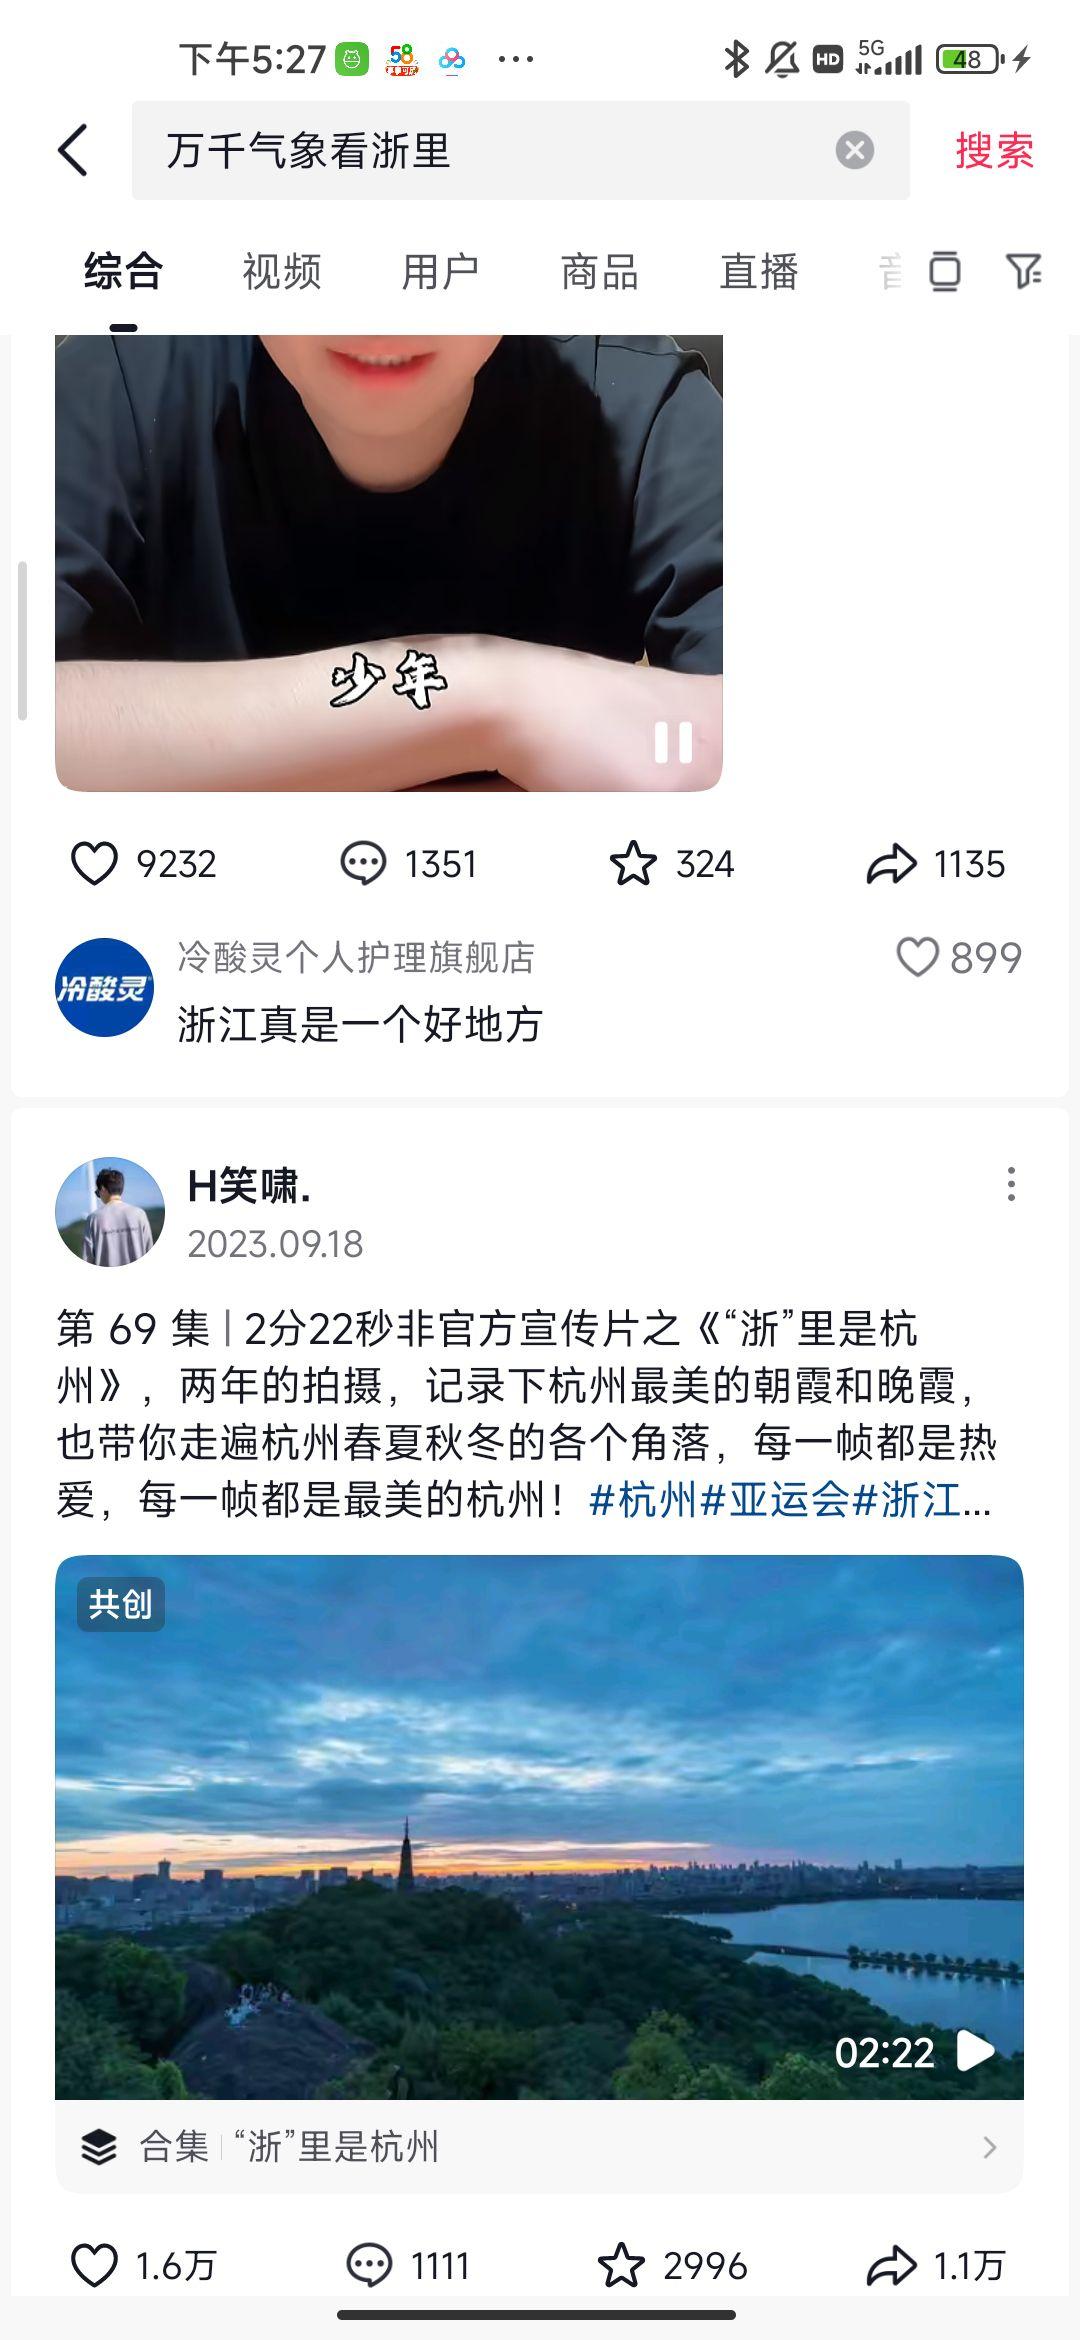 下午5:27
58
HD
5G
48
万千气象看浙里
搜索
综合
视频
用户
商品
直播
少年
9232
1351
324
1135
冷酸灵
冷酸灵个人护理旗舰店
899
浙江真是一个好地方
H笑啸.
2023.09.18
第 69 集 | 2分22秒非官方宣传片之《“浙”里是杭
州》，两年的拍摄，记录下杭州最美的朝霞和晚霞，
也带你走遍杭州春夏秋冬的各个角落，每一帧都是热
爱，每一帧都是最美的杭州！#杭州#亚运会#浙江...
共创
02:22
合集 | “浙”里是杭州
1.6万
1111
2996
1.1万